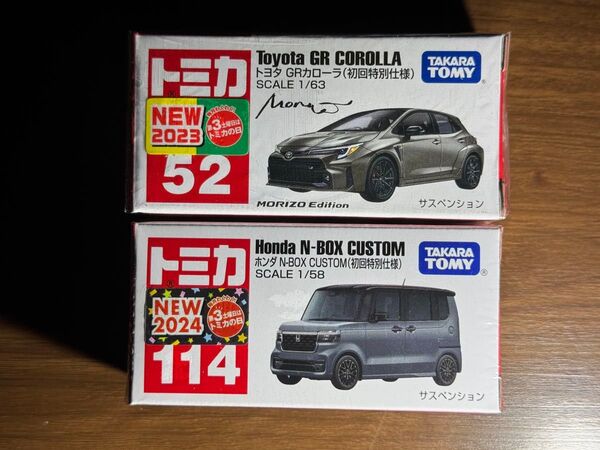 Toyota GR COROLLA
トミカ
トヨタ GRカローラ(初回特別仕様)
SCALE 1/63
TAKARA
TOMY
Morizo
NEW
2023
第3土曜日は
トミカの日
52
MORIZO Edition
サスペンション
Honda N-BOX CUSTOM
トミカ
ホンダ N-BOX CUSTOM(初回特別仕様)
SCALE 1/58
TAKARA
TOMY
NEW
2024
第3土曜日は
トミカの日
114
サスペンション